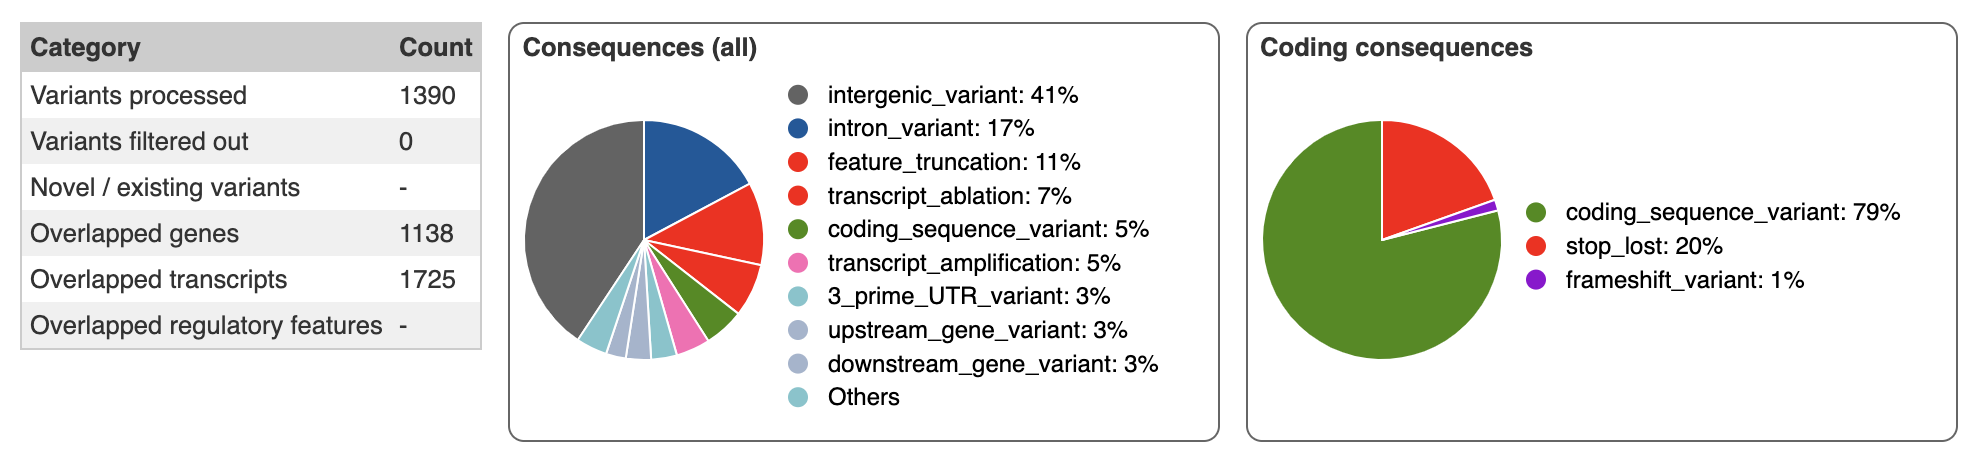 Category Count
Variants processed 1390
Variants filtered out 0
Novel / existing variants -
Overlapped genes 1138
Overlapped transcripts 1725
Overlapped regulatory features -
Consequences (all)
intergenic_variant: 41%
intron_variant: 17%
feature_truncation: 11%
transcript_ablation: 7%
coding_sequence_variant: 5%
transcript_amplification: 5%
3_prime_UTR_variant: 3%
upstream_gene_variant: 3%
downstream_gene_variant: 3%
Others
Coding consequences
coding_sequence_variant: 79%
stop_lost: 20%
frameshift_variant: 1%